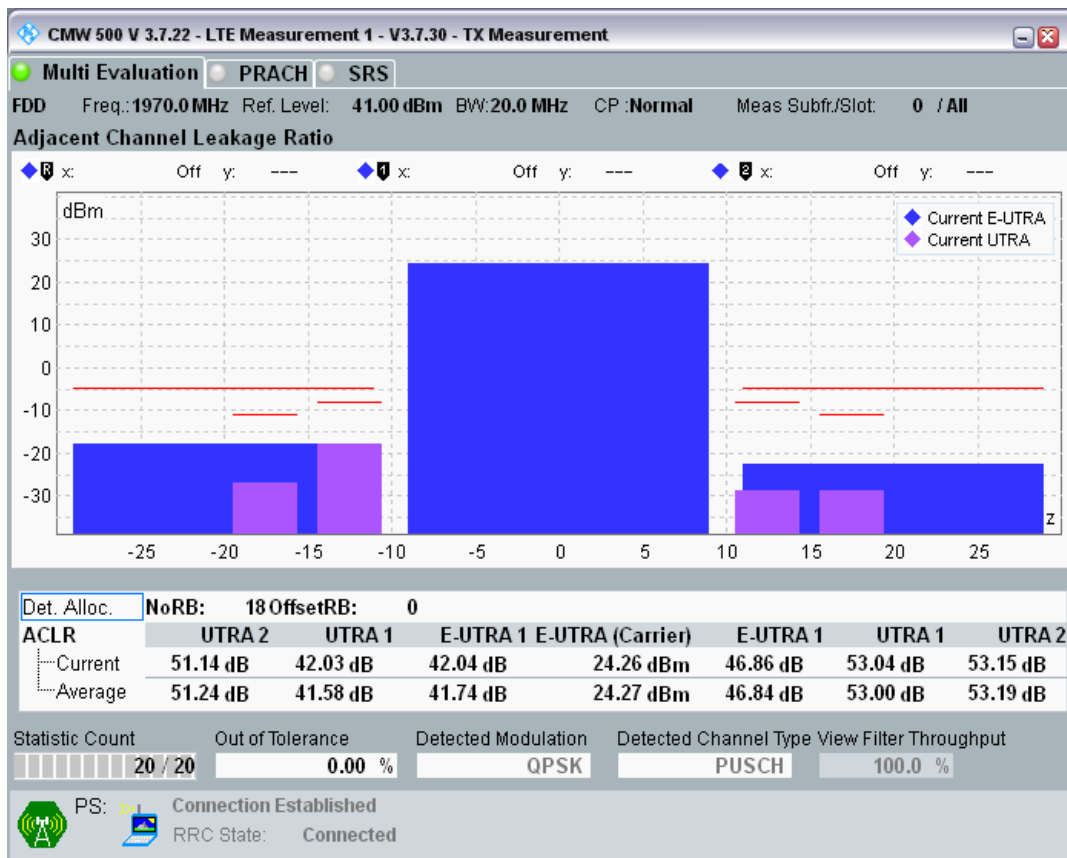 CMW 500 V 3.7.22 - LTE Measurement 1 - V3.7.30 - TX Measurement
Multi Evaluation PRACH SRS
FDD Freq.:1970.0 MHz Ref. Level: 41.00 dBm BW:20.0 MHz CP :Normal Meas Subfr./Slot: 0 / All
Adjacent Channel Leakage Ratio
R x: Off y: --- 1 x: Off y: --- 2 x: Off y: ---
dBm
Current E-UTRA
Current UTRA
30
20
10
0
-10
-20
-30
z
-25 -20 -15 -10 -5 0 5 10 15 20 25
Det. Alloc. NoRB: 18 OffsetRB: 0
ACLR UTRA 2 UTRA 1 E-UTRA 1 E-UTRA (Carrier) E-UTRA 1 UTRA 1 UTRA 2
Current 51.14 dB 42.03 dB 42.04 dB 24.26 dBm 46.86 dB 53.04 dB 53.15 dB
Average 51.24 dB 41.58 dB 41.74 dB 24.27 dBm 46.84 dB 53.00 dB 53.19 dB
Statistic Count Out of Tolerance Detected Modulation Detected Channel Type View Filter Throughput
20 / 20 0.00 % QPSK PUSCH 100.0 %
PS: Connection Established
RRC State: Connected